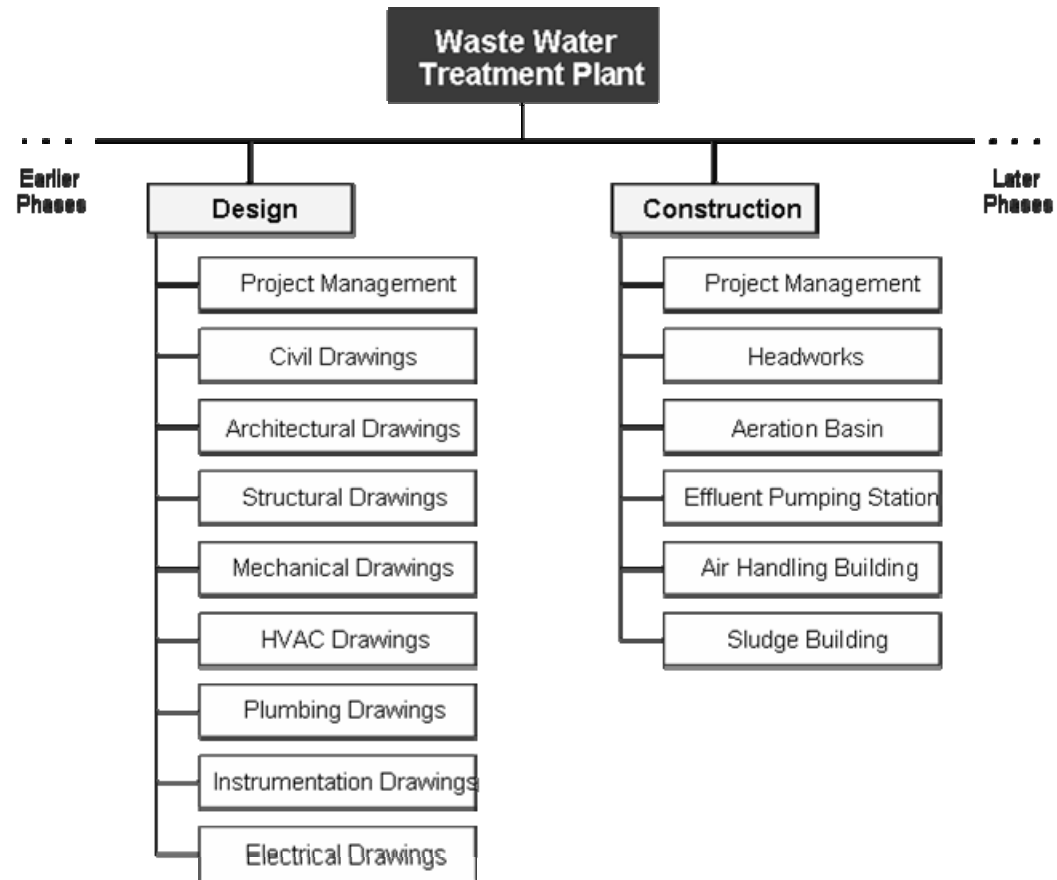 Waste Water
Treatment Plant
. . .
. . .
Earlier
Phases
Later
Phases
Design
Construction
Project Management
Civil Drawings
Architectural Drawings
Structural Drawings
Mechanical Drawings
HVAC Drawings
Plumbing Drawings
Instrumentation Drawings
Electrical Drawings
Project Management
Headworks
Aeration Basin
Effluent Pumping Station
Air Handling Building
Sludge Building